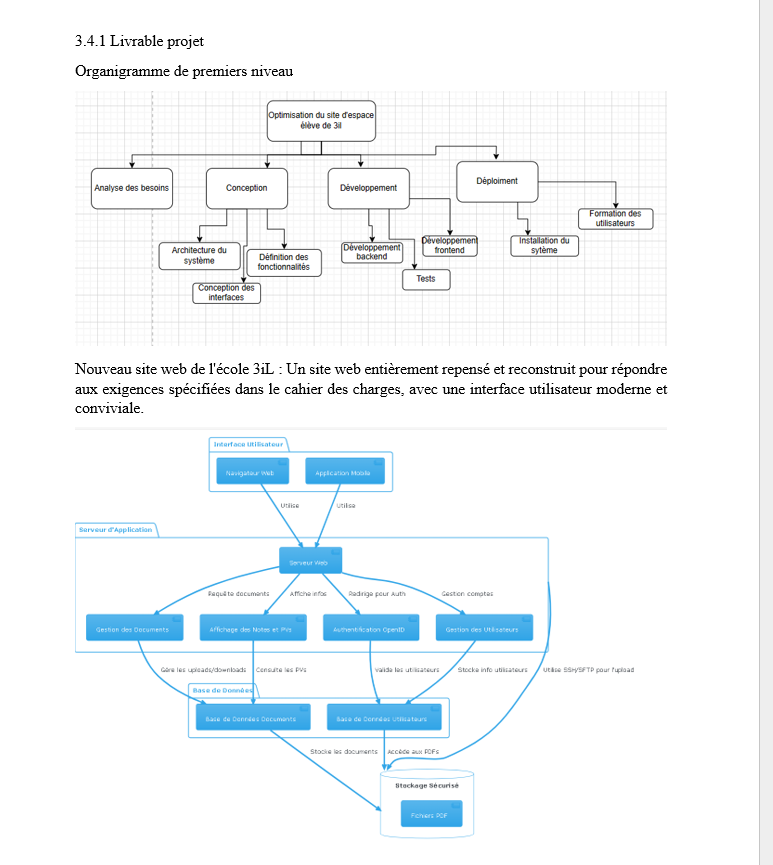 3.4.1 Livrable projet
Organigramme de premiers niveau
Optimisation du site d'espace
élève de 3il
Analyse des besoins
Conception
Développement
Déploiment
Architecture du
système
Définition des
fonctionnalités
Conception des
interfaces
Développement
backend
Développement
frontend
Tests
Installation du
sytème
Formation des
utilisateurs
Nouveau site web de l'école 3iL : Un site web entièrement repensé et reconstruit pour répondre
aux exigences spécifiées dans le cahier des charges, avec une interface utilisateur moderne et
conviviale.
Interface Utilisateur
Navigateur Web
Application Mobile
Utilise
Utilise
Serveur d'Application
Serveur Web
Requête documents
Affiche infos
Redirige pour Auth
Gestion comptes
Gestion des Documents
Affichage des Notes et PVs
Authentification OpenID
Gestion des Utilisateurs
Gère les uploads/downloads
Consulte les PVs
Valide les utilisateurs
Stocke info utilisateurs
Utilise SSH/SFTP pour l'upload
Base de Données
Base de Données Documents
Base de Données Utilisateurs
Stocke les documents
Accède aux PDFs
Stockage Sécurisé
Fichiers PDF